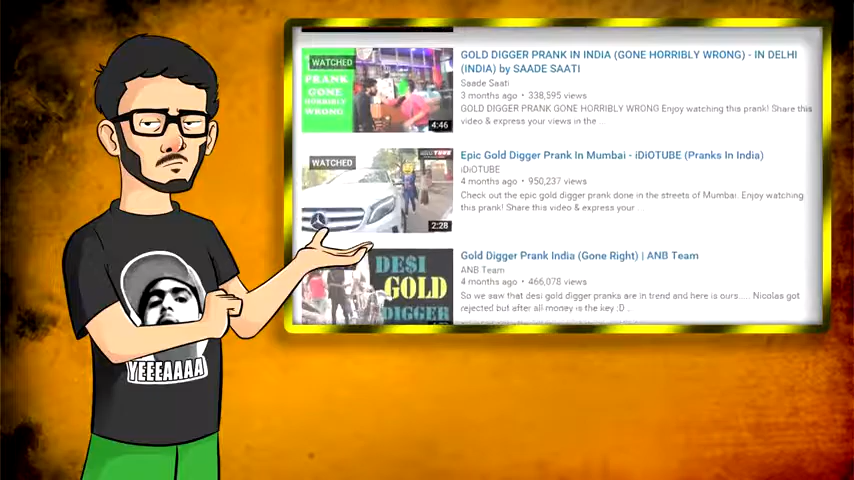 WATCHED
PRANK
GONE
HORRIBLY
WRONG
4:46
GOLD DIGGER PRANK IN INDIA (GONE HORRIBLY WRONG) - IN DELHI
(INDIA) by SAADE SAATI
Saade Saati
3 months ago • 338,595 views
GOLD DIGGER PRANK GONE HORRIBLY WRONG Enjoy watching this prank! Share this
video & express your views in the ...
WATCHED
2:28
Epic Gold Digger Prank In Mumbai - iDiOTUBE (Pranks In India)
iDiOTUBE
4 months ago • 950,237 views
Check out the epic gold digger prank done in the streets of Mumbai. Enjoy watching
this prank! Share this video & express your ...
DE$I
GOLD
DIGGER
Gold Digger Prank India (Gone Right) | ANB Team
ANB Team
4 months ago • 466,078 views
So we saw that desi gold digger pranks are in trend and here is ours..... Nicolas got
rejected but after all money is the key :D ..
YEEEAAAA